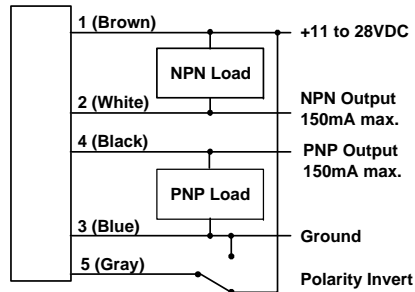 1 (Brown)
+11 to 28VDC
NPN Load
2 (White)
NPN Output
150mA max.
4 (Black)
PNP Output
150mA max.
PNP Load
3 (Blue)
Ground
5 (Gray)
Polarity Invert